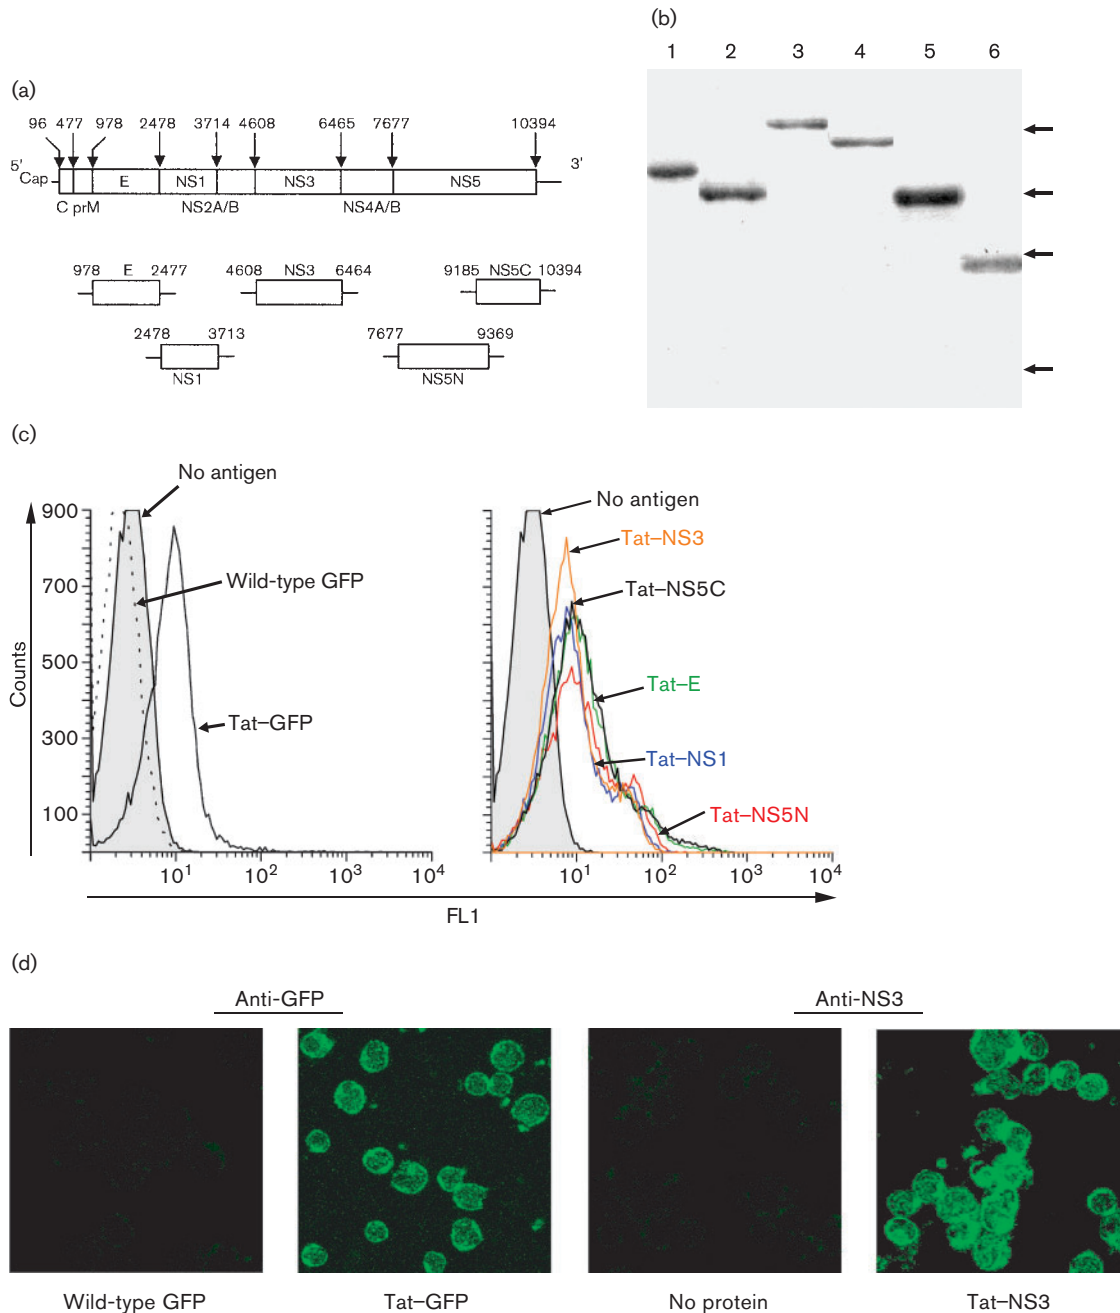 (a)
96 477 978 2478 3714 4608 6465 7677 10394
5′ 3′
Cap E NS1 NS3 NS5
C prM NS2A/B NS4A/B
978 E 2477 4608 NS3 6464 9185 NS5C 10394
2478 3713 7677 9369
NS1 NS5N
(b)
1 2 3 4 5 6
(c)
No antigen
Wild-type GFP
Tat–GFP
900
700
500
300
100
Counts
10¹ 10² 10³ 10⁴
No antigen
Tat–NS3
Tat–NS5C
Tat–E
Tat–NS1
Tat–NS5N
10¹ 10² 10³ 10⁴
FL1
(d)
Anti-GFP Anti-NS3
Wild-type GFP Tat–GFP No protein Tat–NS3